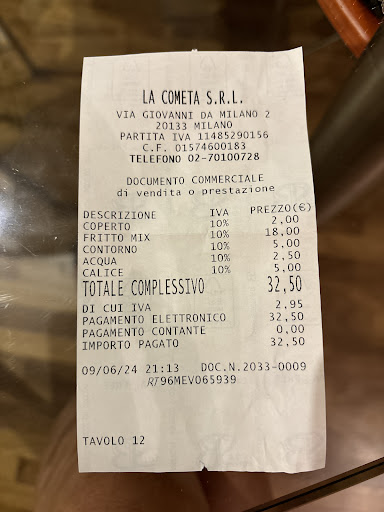 LA COMETA S.R.L.
VIA GIOVANNI DA MILANO 2
20133 MILANO
PARTITA IVA 11485290156
C.F. 01574600183
TELEFONO 02-70100728
DOCUMENTO COMMERCIALE
di vendita o prestazione
DESCRIZIONE IVA PREZZO(€)
COPERTO 10% 2,00
FRITTO MIX 10% 18,00
CONTORNO 10% 5,00
ACQUA 10% 2,50
CALICE 10% 5,00
TOTALE COMPLESSIVO 32,50
DI CUI IVA 2,95
PAGAMENTO ELETTRONICO 32,50
PAGAMENTO CONTANTE 0,00
IMPORTO PAGATO 32,50
09/06/24 21:13 DOC.N.2033-0009
RT96MEV065939
TAVOLO 12